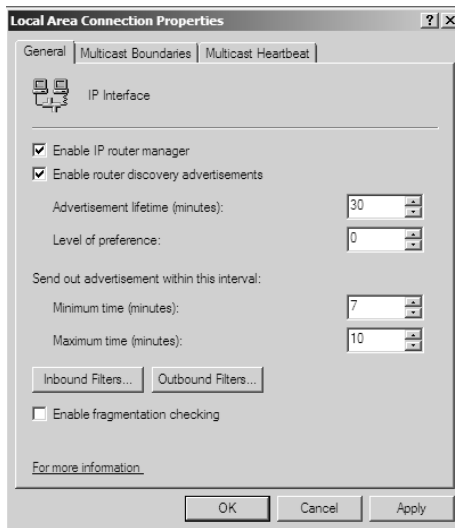 Local Area Connection Properties
General Multicast Boundaries Multicast Heartbeat
IP Interface
Enable IP router manager
Enable router discovery advertisements
Advertisement lifetime (minutes): 30
Level of preference: 0
Send out advertisement within this interval:
Minimum time (minutes): 7
Maximum time (minutes): 10
Inbound Filters... Outbound Filters...
Enable fragmentation checking
For more information
OK Cancel Apply